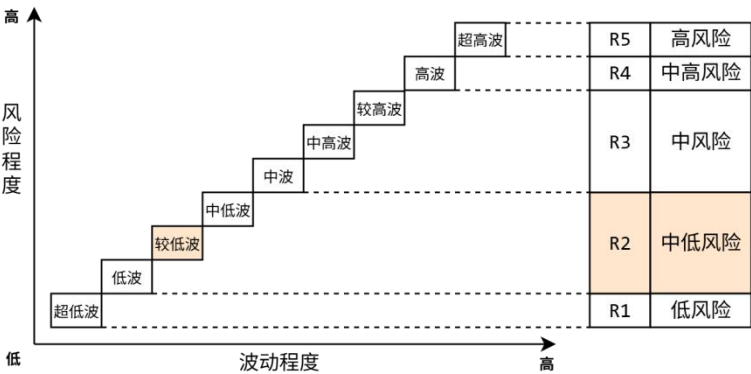 高
超高波
R5 高风险
高波
R4 中高风险
较高波
中高波
R3 中风险
中波
风险程度
中低波
较低波
R2 中低风险
低波
超低波
R1 低风险
低
波动程度
高